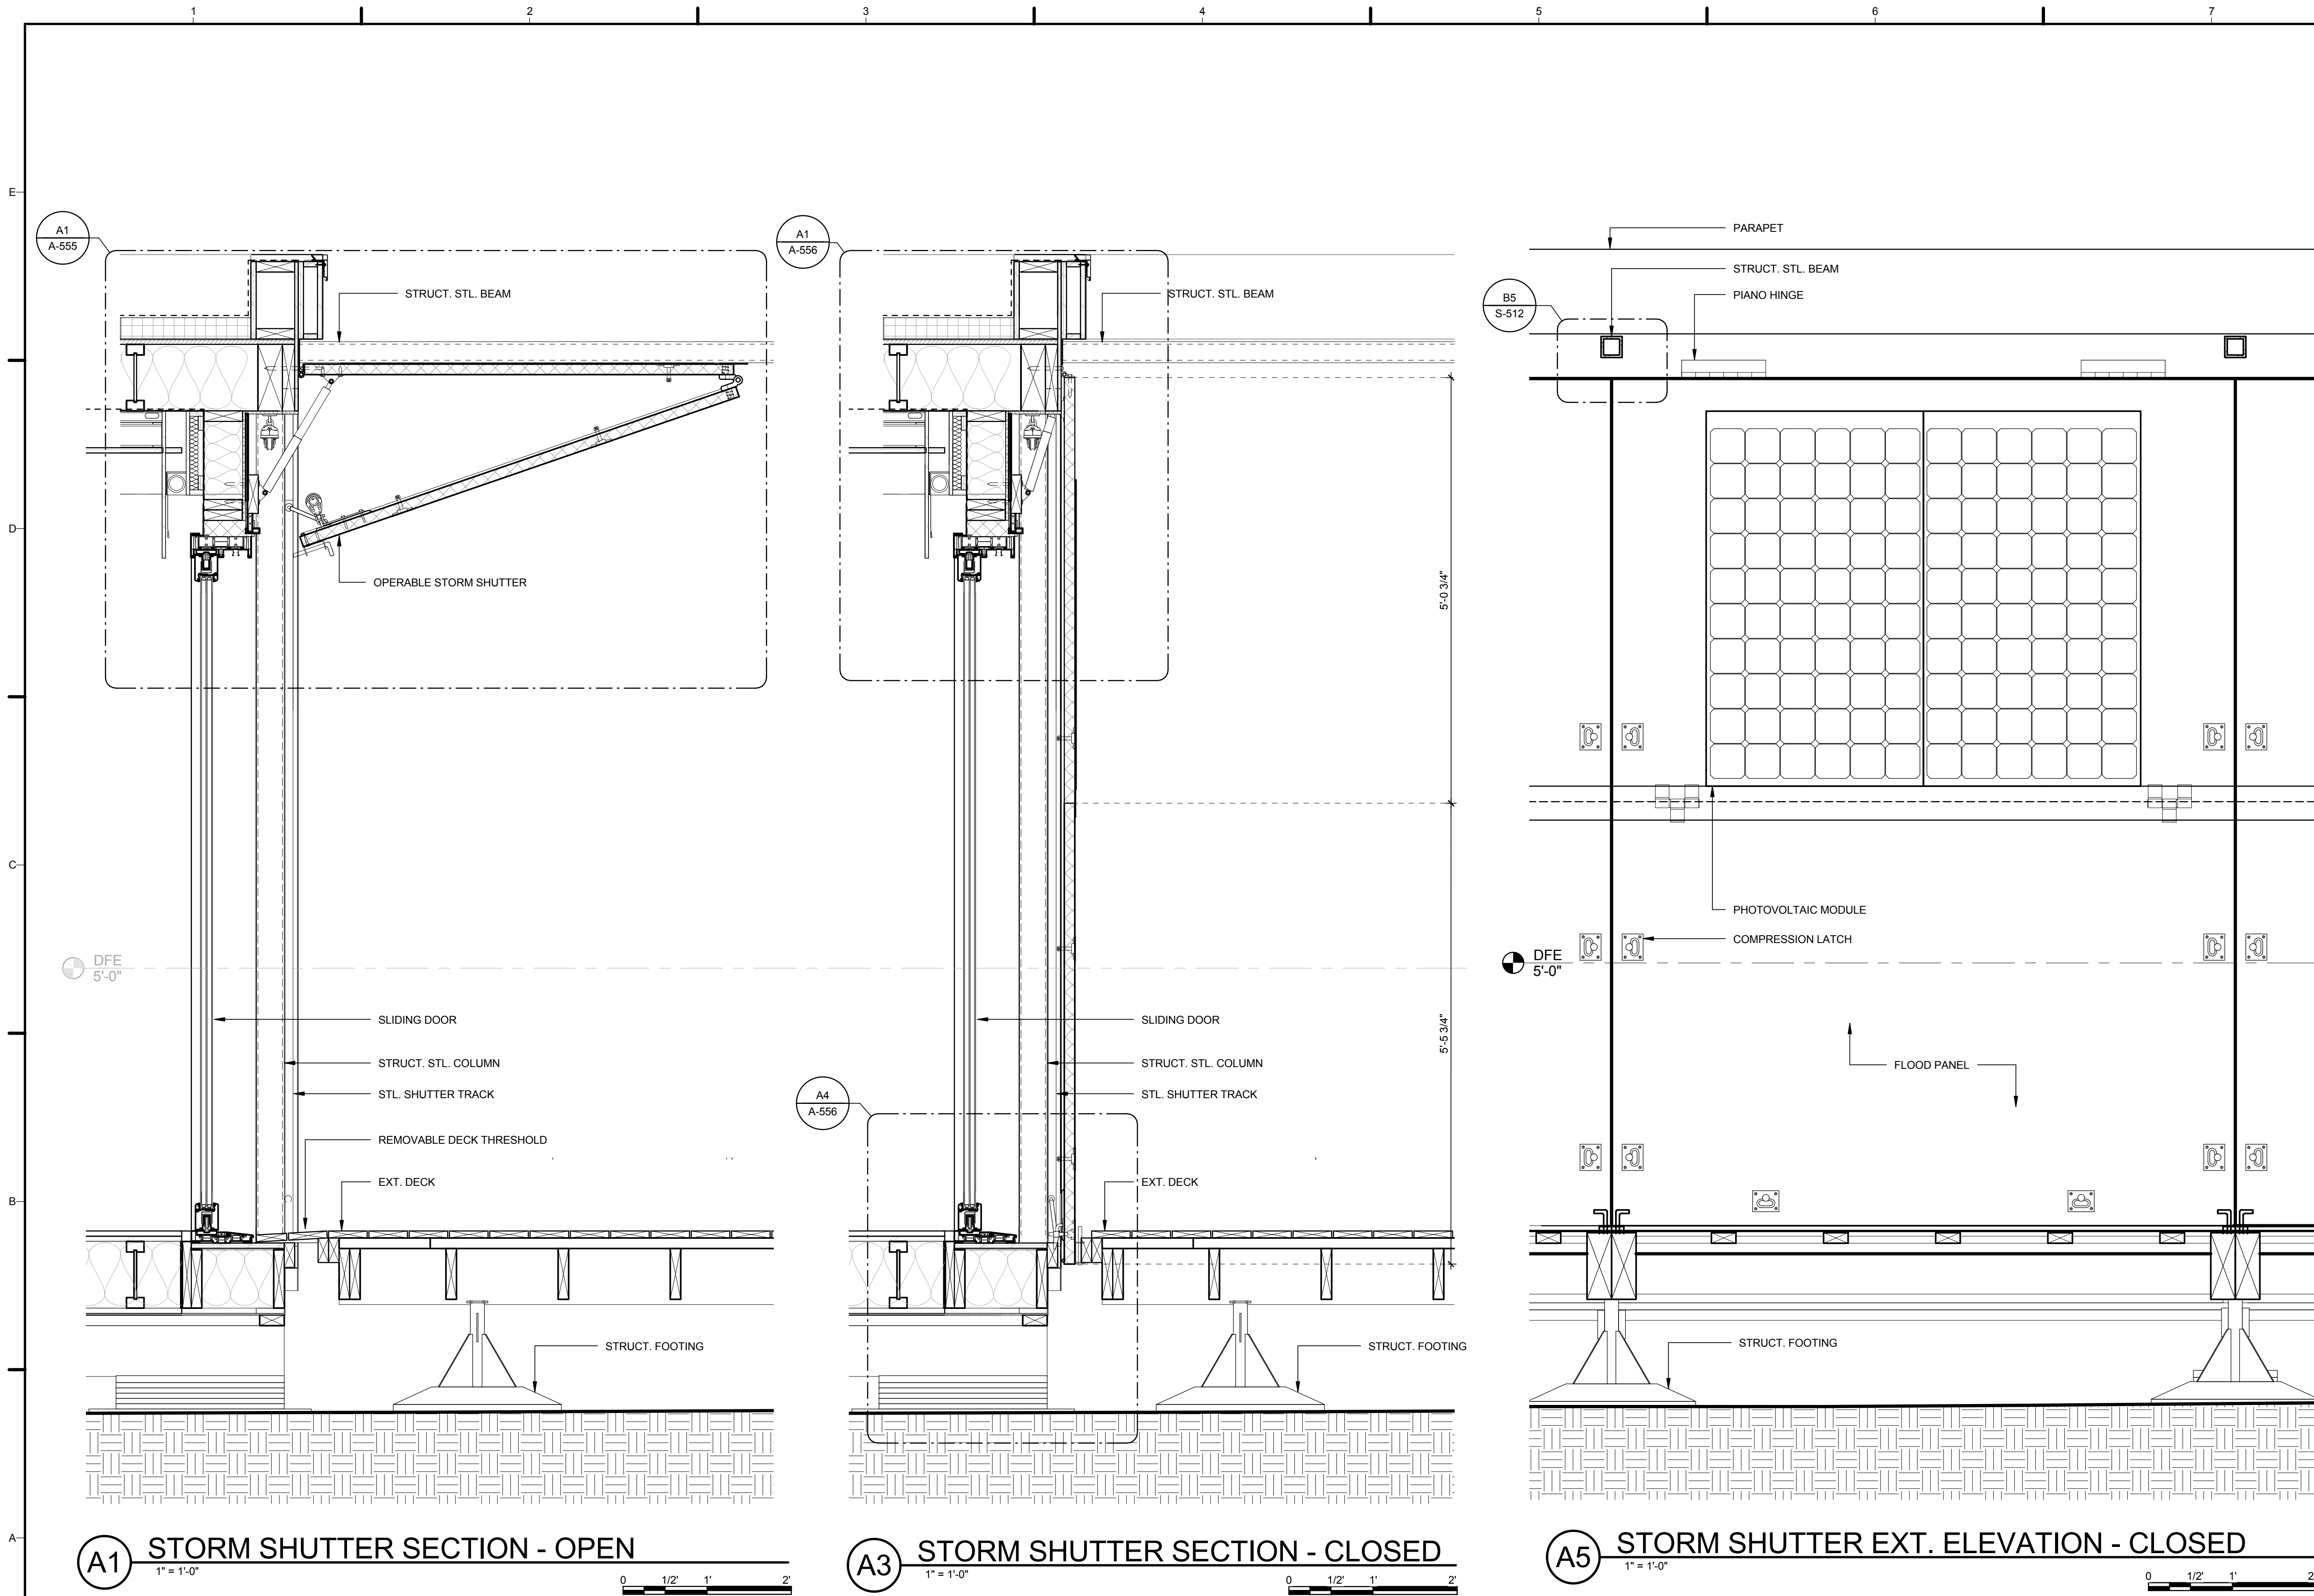 1
2
3
4
5
6
7
E
D
C
B
A
A1
A-555
STRUCT. STL. BEAM
OPERABLE STORM SHUTTER
DFE
5'-0"
SLIDING DOOR
STRUCT. STL. COLUMN
STL. SHUTTER TRACK
REMOVABLE DECK THRESHOLD
EXT. DECK
STRUCT. FOOTING
A1
STORM SHUTTER SECTION - OPEN
1" = 1'-0"
0 1/2' 1' 2'
A1
A-556
STRUCT. STL. BEAM
5'-0 3/4"
5'-5 3/4"
SLIDING DOOR
STRUCT. STL. COLUMN
STL. SHUTTER TRACK
A4
A-556
EXT. DECK
STRUCT. FOOTING
A3
STORM SHUTTER SECTION - CLOSED
1" = 1'-0"
0 1/2' 1' 2'
PARAPET
STRUCT. STL. BEAM
PIANO HINGE
B5
S-512
PHOTOVOLTAIC MODULE
COMPRESSION LATCH
DFE
5'-0"
FLOOD PANEL
STRUCT. FOOTING
A5
STORM SHUTTER EXT. ELEVATION - CLOSED
1" = 1'-0"
0 1/2' 1' 2